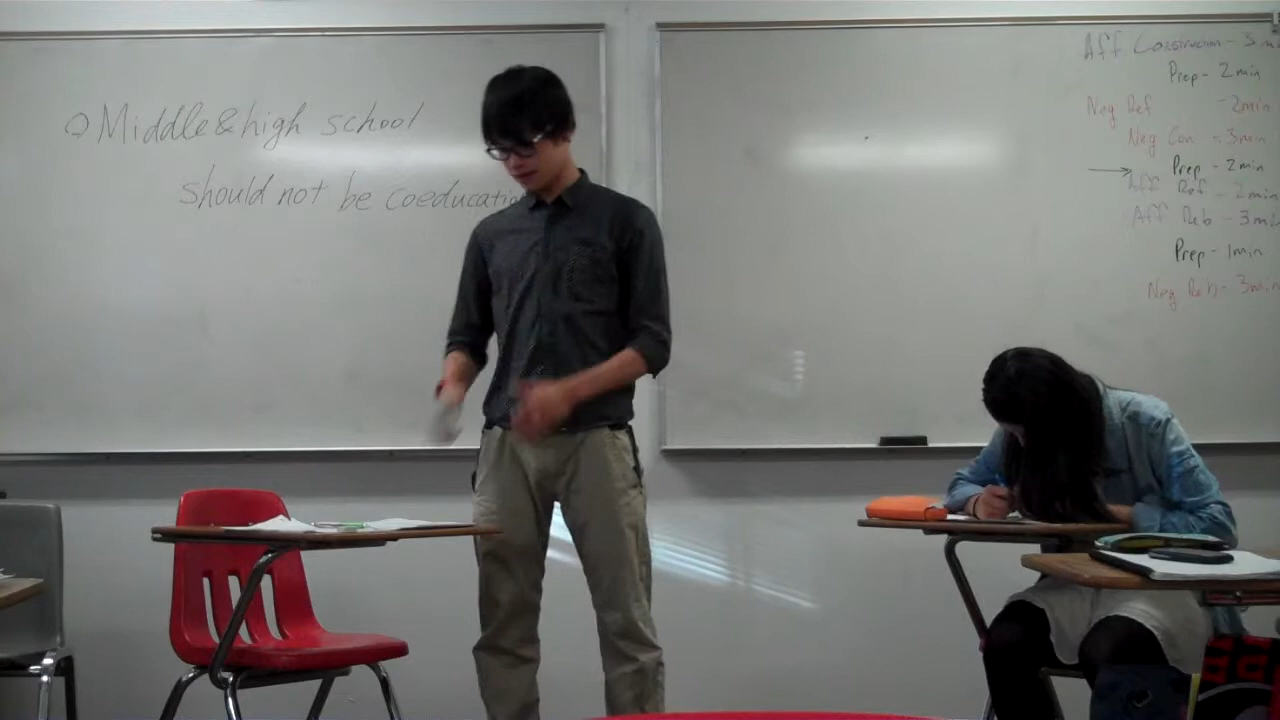 Middle & high school
should not be coeducatio
Aff Construction - 3 m
Prep - 2 min
Neg Ref - 2 min
Neg Con - 3 min
→ Prep - 2 min
Aff Ref - 2 min
Aff Reb - 3 min
Prep - 1 min
Neg Reb - 3 min